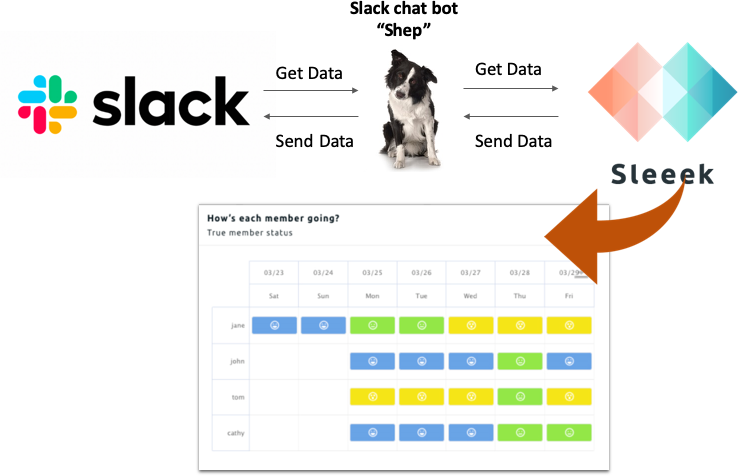 Slack chat bot
“Shep”
Get Data
Get Data
slack
Send Data
Send Data
Sleeek
How's each member going?
True member status
03/23 03/24 03/25 03/26 03/27 03/28 03/29
Sat Sun Mon Tue Wed Thu Fri
jane
john
tom
cathy